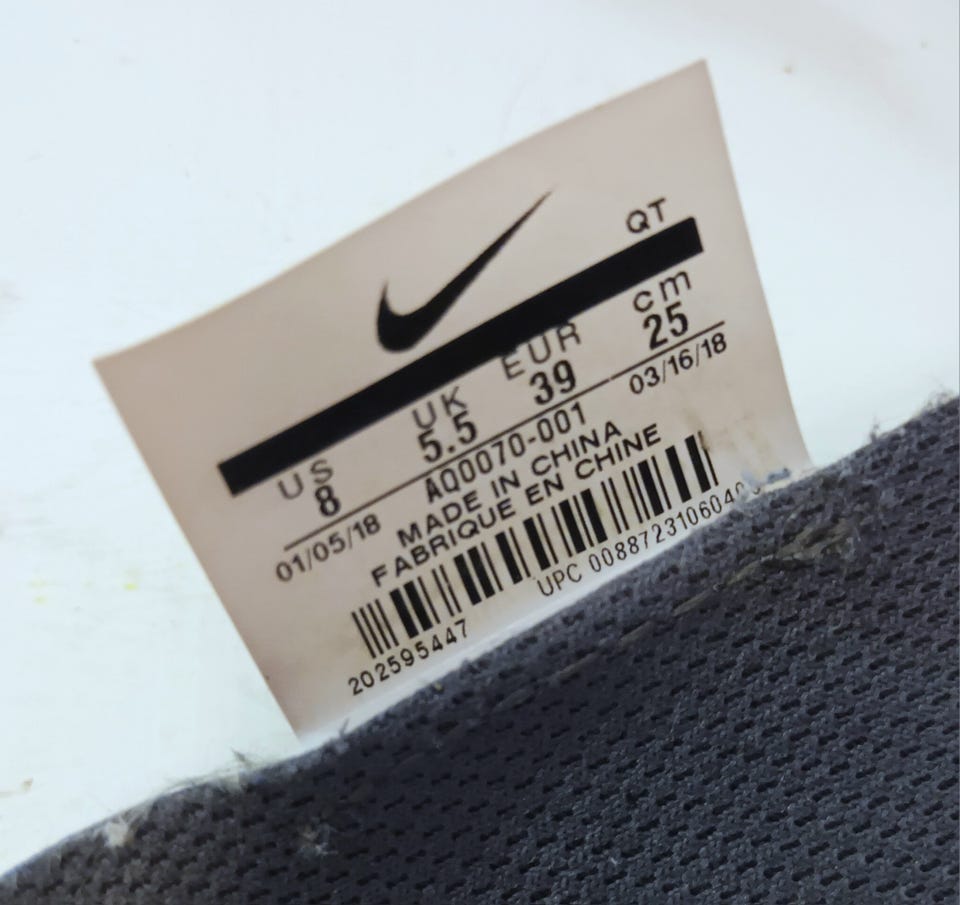 QT
US UK EUR cm
8 5.5 39 25
01/05/18 AQ0070-001 03/16/18
MADE IN CHINA
FABRIQUE EN CHINE
202595447 UPC 0088723106040